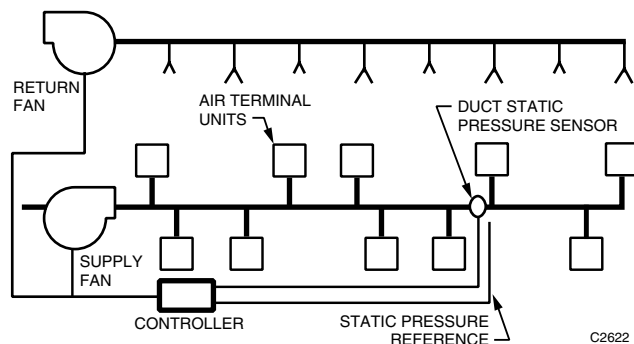 RETURN
FAN
AIR TERMINAL
UNITS
DUCT STATIC
PRESSURE SENSOR
SUPPLY
FAN
CONTROLLER
STATIC PRESSURE
REFERENCE
C2622